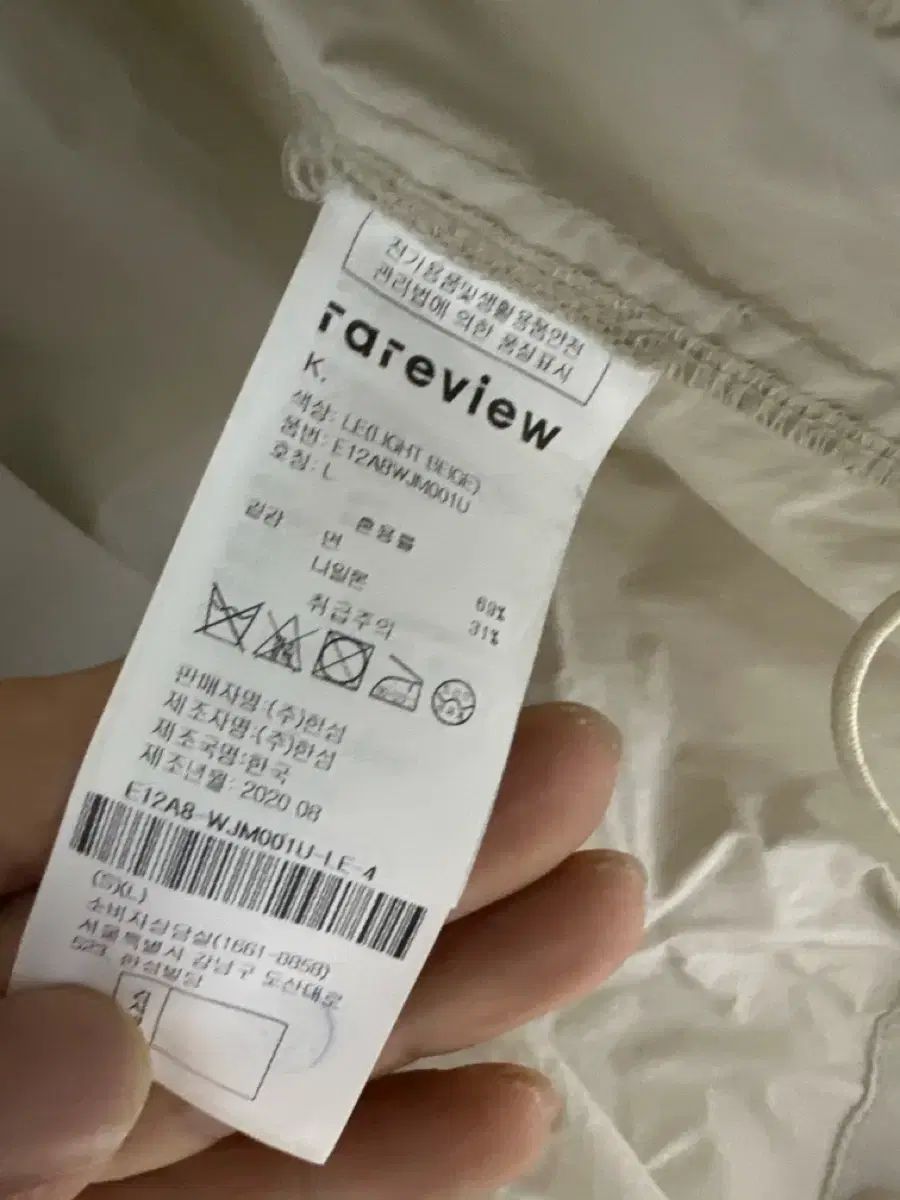 전기용품및생활용품안전
관리법에 의한 품질표시
rareview
K.
색상: LE(LIGHT BEIGE)
품번: E12A8WJM001U
호칭: L
혼용률
겉감
면 69%
나일론 31%
취급주의
판매자명:(주)한섬
제조자명:(주)한섬
제조국명:한국
제조년월: 2020 08
E12A8-WJM001U-LE-4
소비자상담실(1661-8858)
서울특별시 강남구 도산대로
523 한섬빌딩